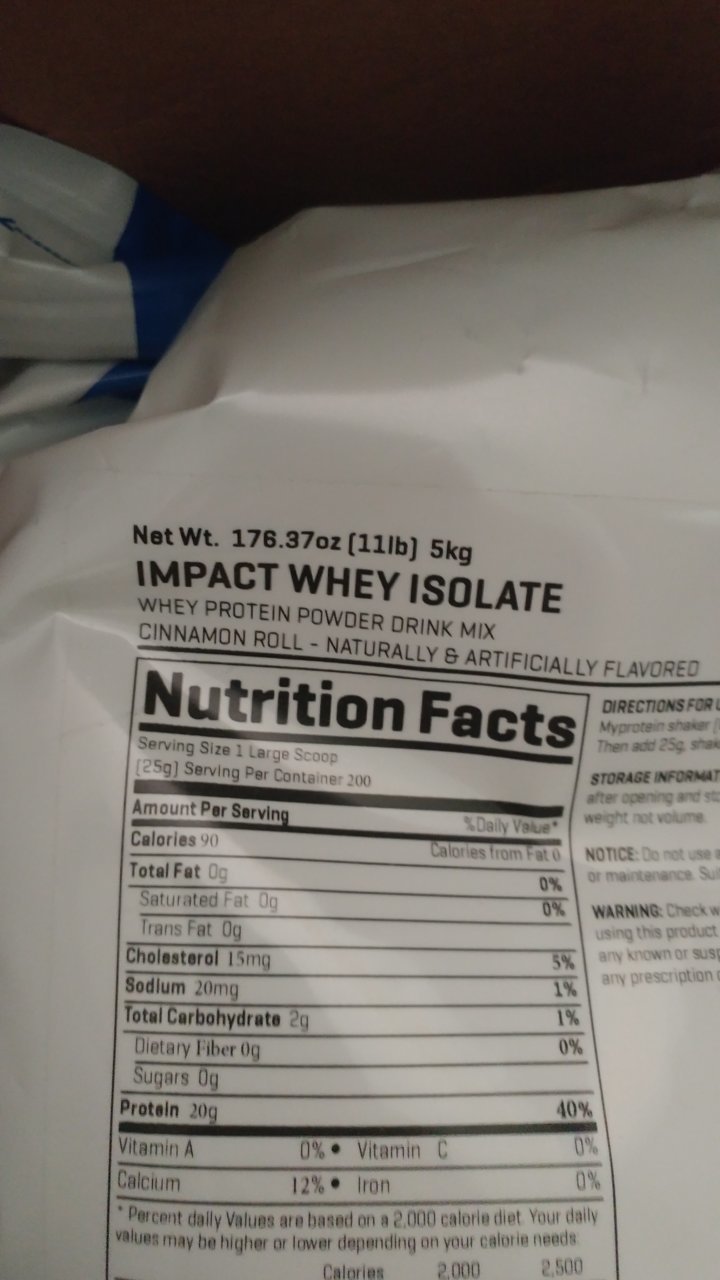 Net Wt. 176.37oz (11lb) 5kg
IMPACT WHEY ISOLATE
WHEY PROTEIN POWDER DRINK MIX
CINNAMON ROLL - NATURALLY & ARTIFICIALLY FLAVORED
Nutrition Facts
Serving Size 1 Large Scoop
(25g) Serving Per Container 200
Amount Per Serving
%Daily Value*
Calories 90 Calories from Fat 0
Total Fat 0g 0%
Saturated Fat 0g 0%
Trans Fat 0g
Cholesterol 15mg 5%
Sodium 20mg 1%
Total Carbohydrate 2g 1%
Dietary Fiber 0g 0%
Sugars 0g
Protein 20g 40%
Vitamin A 0% • Vitamin C 0%
Calcium 12% • Iron 0%
* Percent daily Values are based on a 2,000 calorie diet. Your daily
values may be higher or lower depending on your calorie needs:
Calories 2,000 2,500
DIRECTIONS FOR
Myprotein shaker
Then add 25g, shak
STORAGE INFORMAT
after opening and sto
weight not volume.
NOTICE: Do not use
or maintenance.
WARNING: Check w
using this product
any known or susp
any prescription